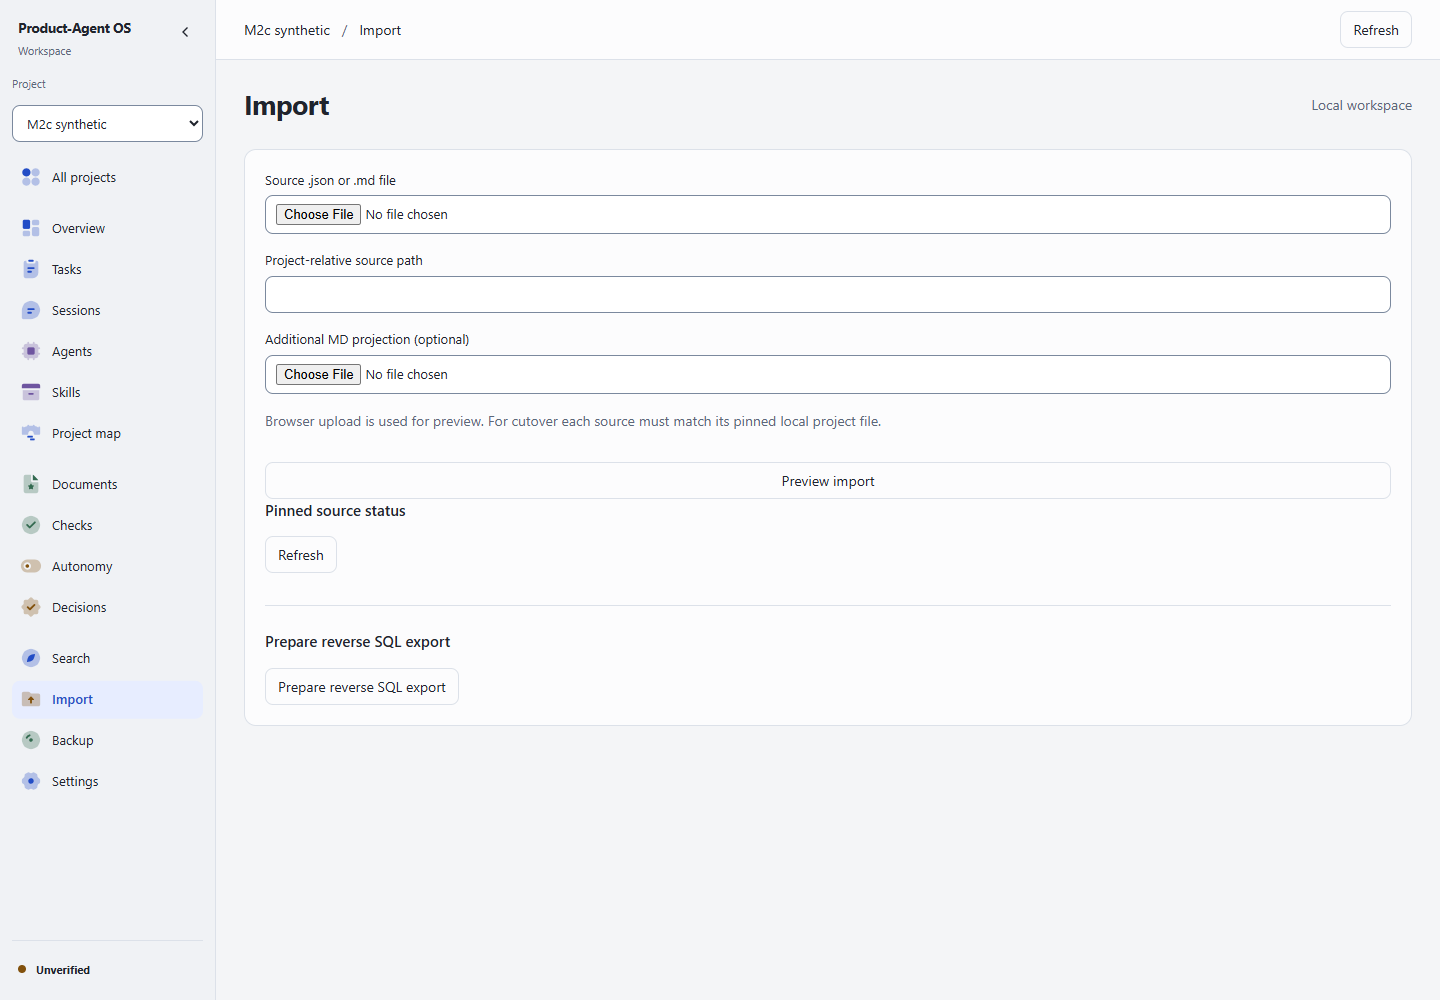 Product-Agent OS
Workspace
Project
M2c synthetic
All projects
Overview
Tasks
Sessions
Agents
Skills
Project map
Documents
Checks
Autonomy
Decisions
Search
Import
Backup
Settings
Unverified
M2c synthetic / Import
Refresh
Import
Local workspace
Source .json or .md file
Choose File No file chosen
Project-relative source path
Additional MD projection (optional)
Choose File No file chosen
Browser upload is used for preview. For cutover each source must match its pinned local project file.
Preview import
Pinned source status
Refresh
Prepare reverse SQL export
Prepare reverse SQL export